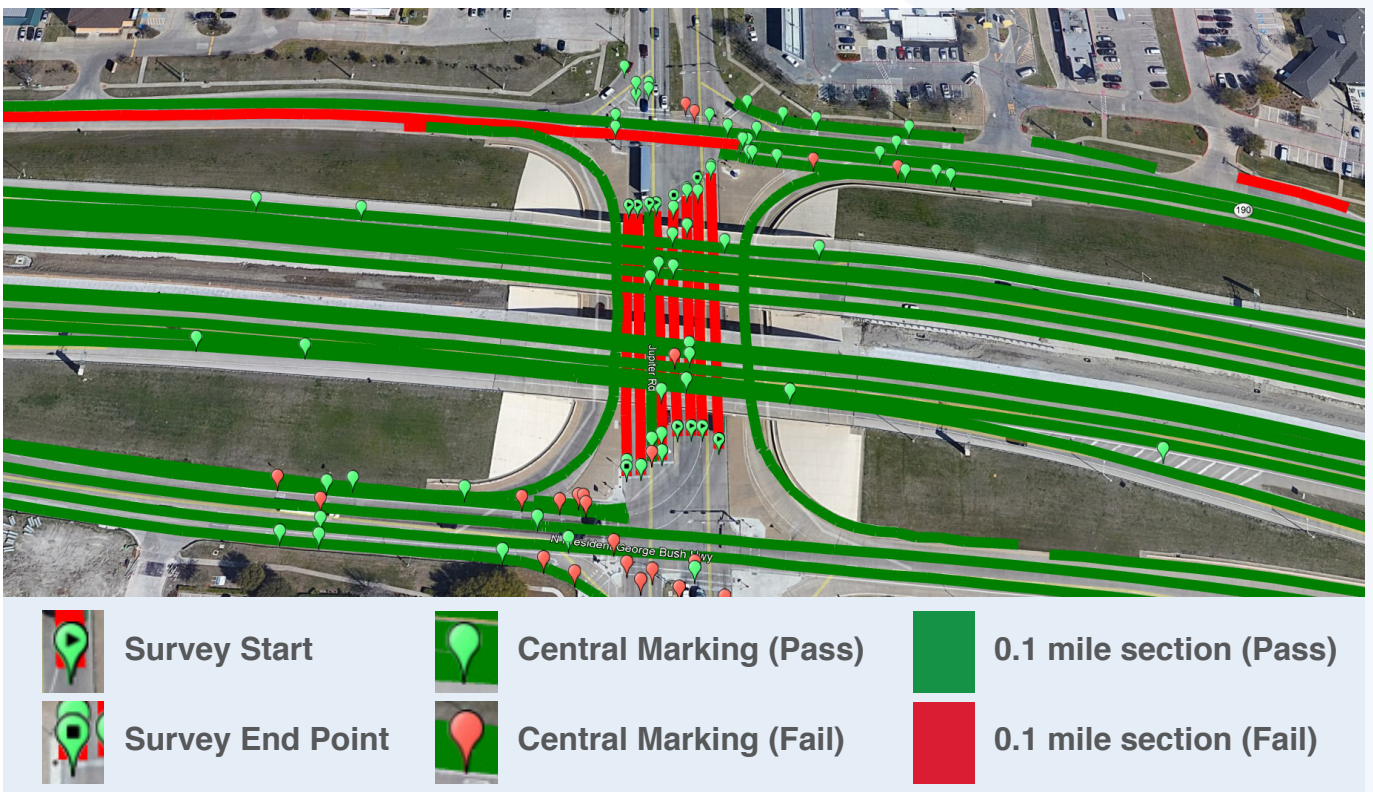 190
Jupiter Rd
N President George Bush Hwy
Survey Start
Central Marking (Pass)
0.1 mile section (Pass)
Survey End Point
Central Marking (Fail)
0.1 mile section (Fail)